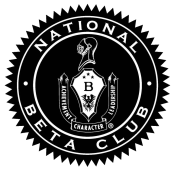 NATIONAL
B
ACHIEVEMENT
CHARACTER
LEADERSHIP
®
BETA CLUB